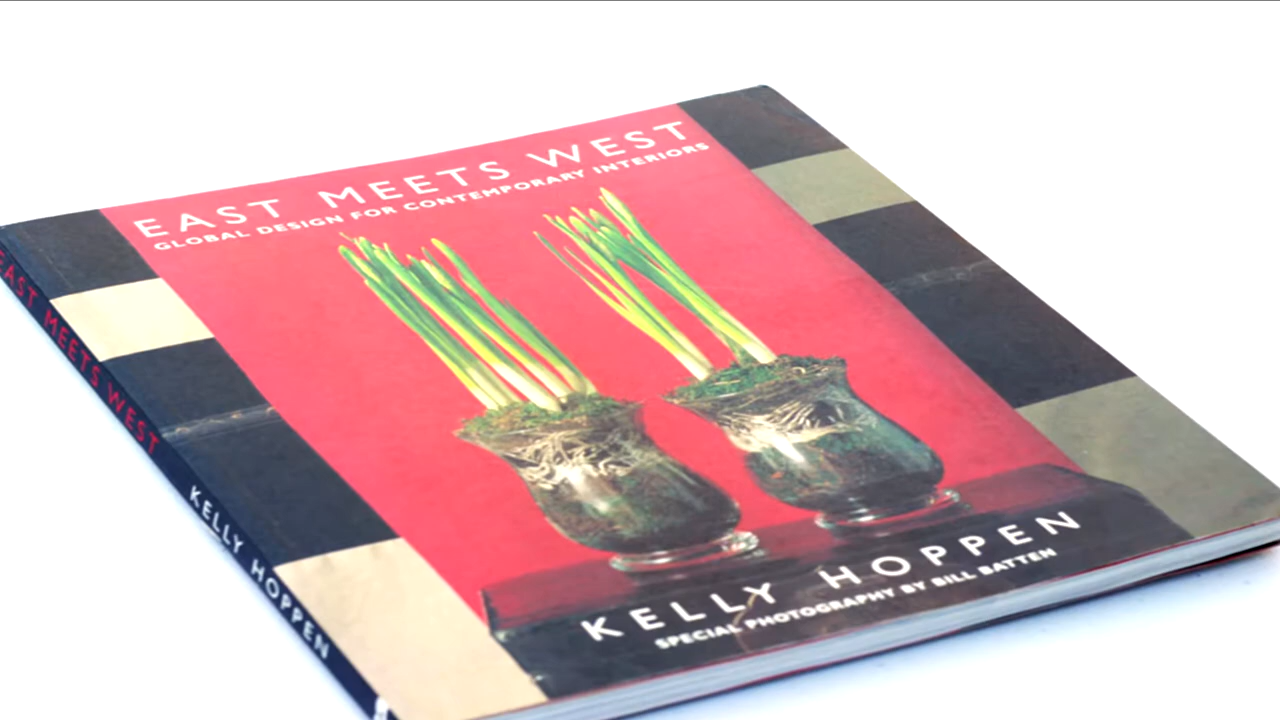 EAST MEETS WEST
GLOBAL DESIGN FOR CONTEMPORARY INTERIORS
KELLY HOPPEN
SPECIAL PHOTOGRAPHY BY BILL BATTEN
EAST MEETS WEST
KELLY HOPPEN